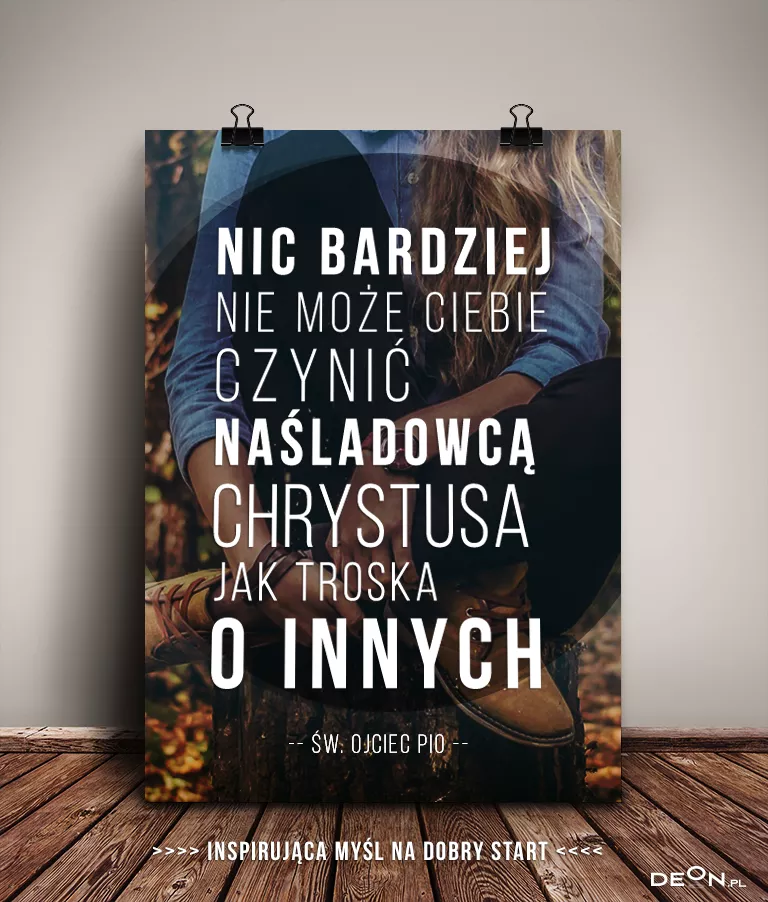 NIC BARDZIEJ
NIE MOŻE CIEBIE
CZYNIĆ
NAŚLADOWCĄ
CHRYSTUSA
JAK TROSKA
O INNYCH
-- ŚW. OJCIEC PIO --
>>>> INSPIRUJĄCA MYŚL NA DOBRY START <<<<
DEON.PL